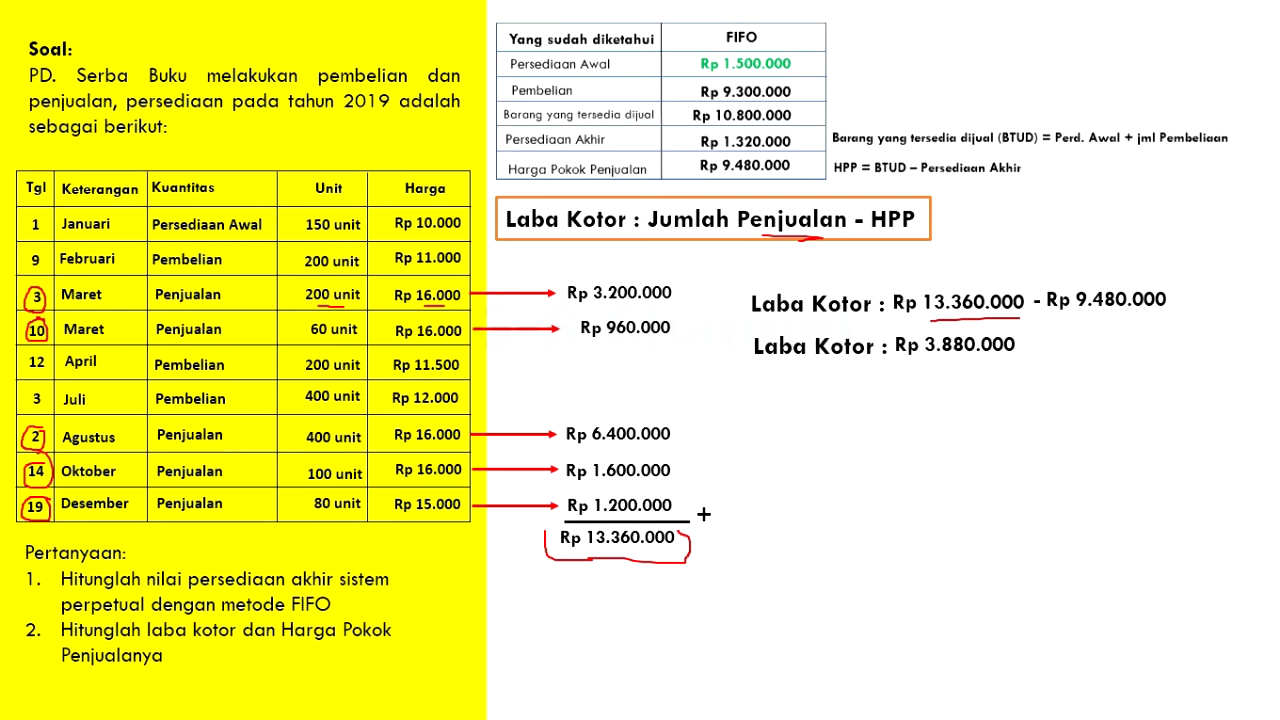 Soal:
PD. Serba Buku melakukan pembelian dan
penjualan, persediaan pada tahun 2019 adalah
sebagai berikut:
Tgl Keterangan Kuantitas Unit Harga
1 Januari Persediaan Awal 150 unit Rp 10.000
9 Februari Pembelian 200 unit Rp 11.000
3 Maret Penjualan 200 unit Rp 16.000
10 Maret Penjualan 60 unit Rp 16.000
12 April Pembelian 200 unit Rp 11.500
3 Juli Pembelian 400 unit Rp 12.000
2 Agustus Penjualan 400 unit Rp 16.000
14 Oktober Penjualan 100 unit Rp 16.000
19 Desember Penjualan 80 unit Rp 15.000
Pertanyaan:
1. Hitunglah nilai persediaan akhir sistem
perpetual dengan metode FIFO
2. Hitunglah laba kotor dan Harga Pokok
Penjualanya
Yang sudah diketahui FIFO
Persediaan Awal Rp 1.500.000
Pembelian Rp 9.300.000
Barang yang tersedia dijual Rp 10.800.000
Persediaan Akhir Rp 1.320.000
Harga Pokok Penjualan Rp 9.480.000
Barang yang tersedia dijual (BTUD) = Perd. Awal + jml Pembeliaan
HPP = BTUD – Persediaan Akhir
Laba Kotor : Jumlah Penjualan - HPP
Rp 3.200.000
Rp 960.000
Rp 6.400.000
Rp 1.600.000
Rp 1.200.000 +
Rp 13.360.000
Laba Kotor : Rp 13.360.000 - Rp 9.480.000
Laba Kotor : Rp 3.880.000